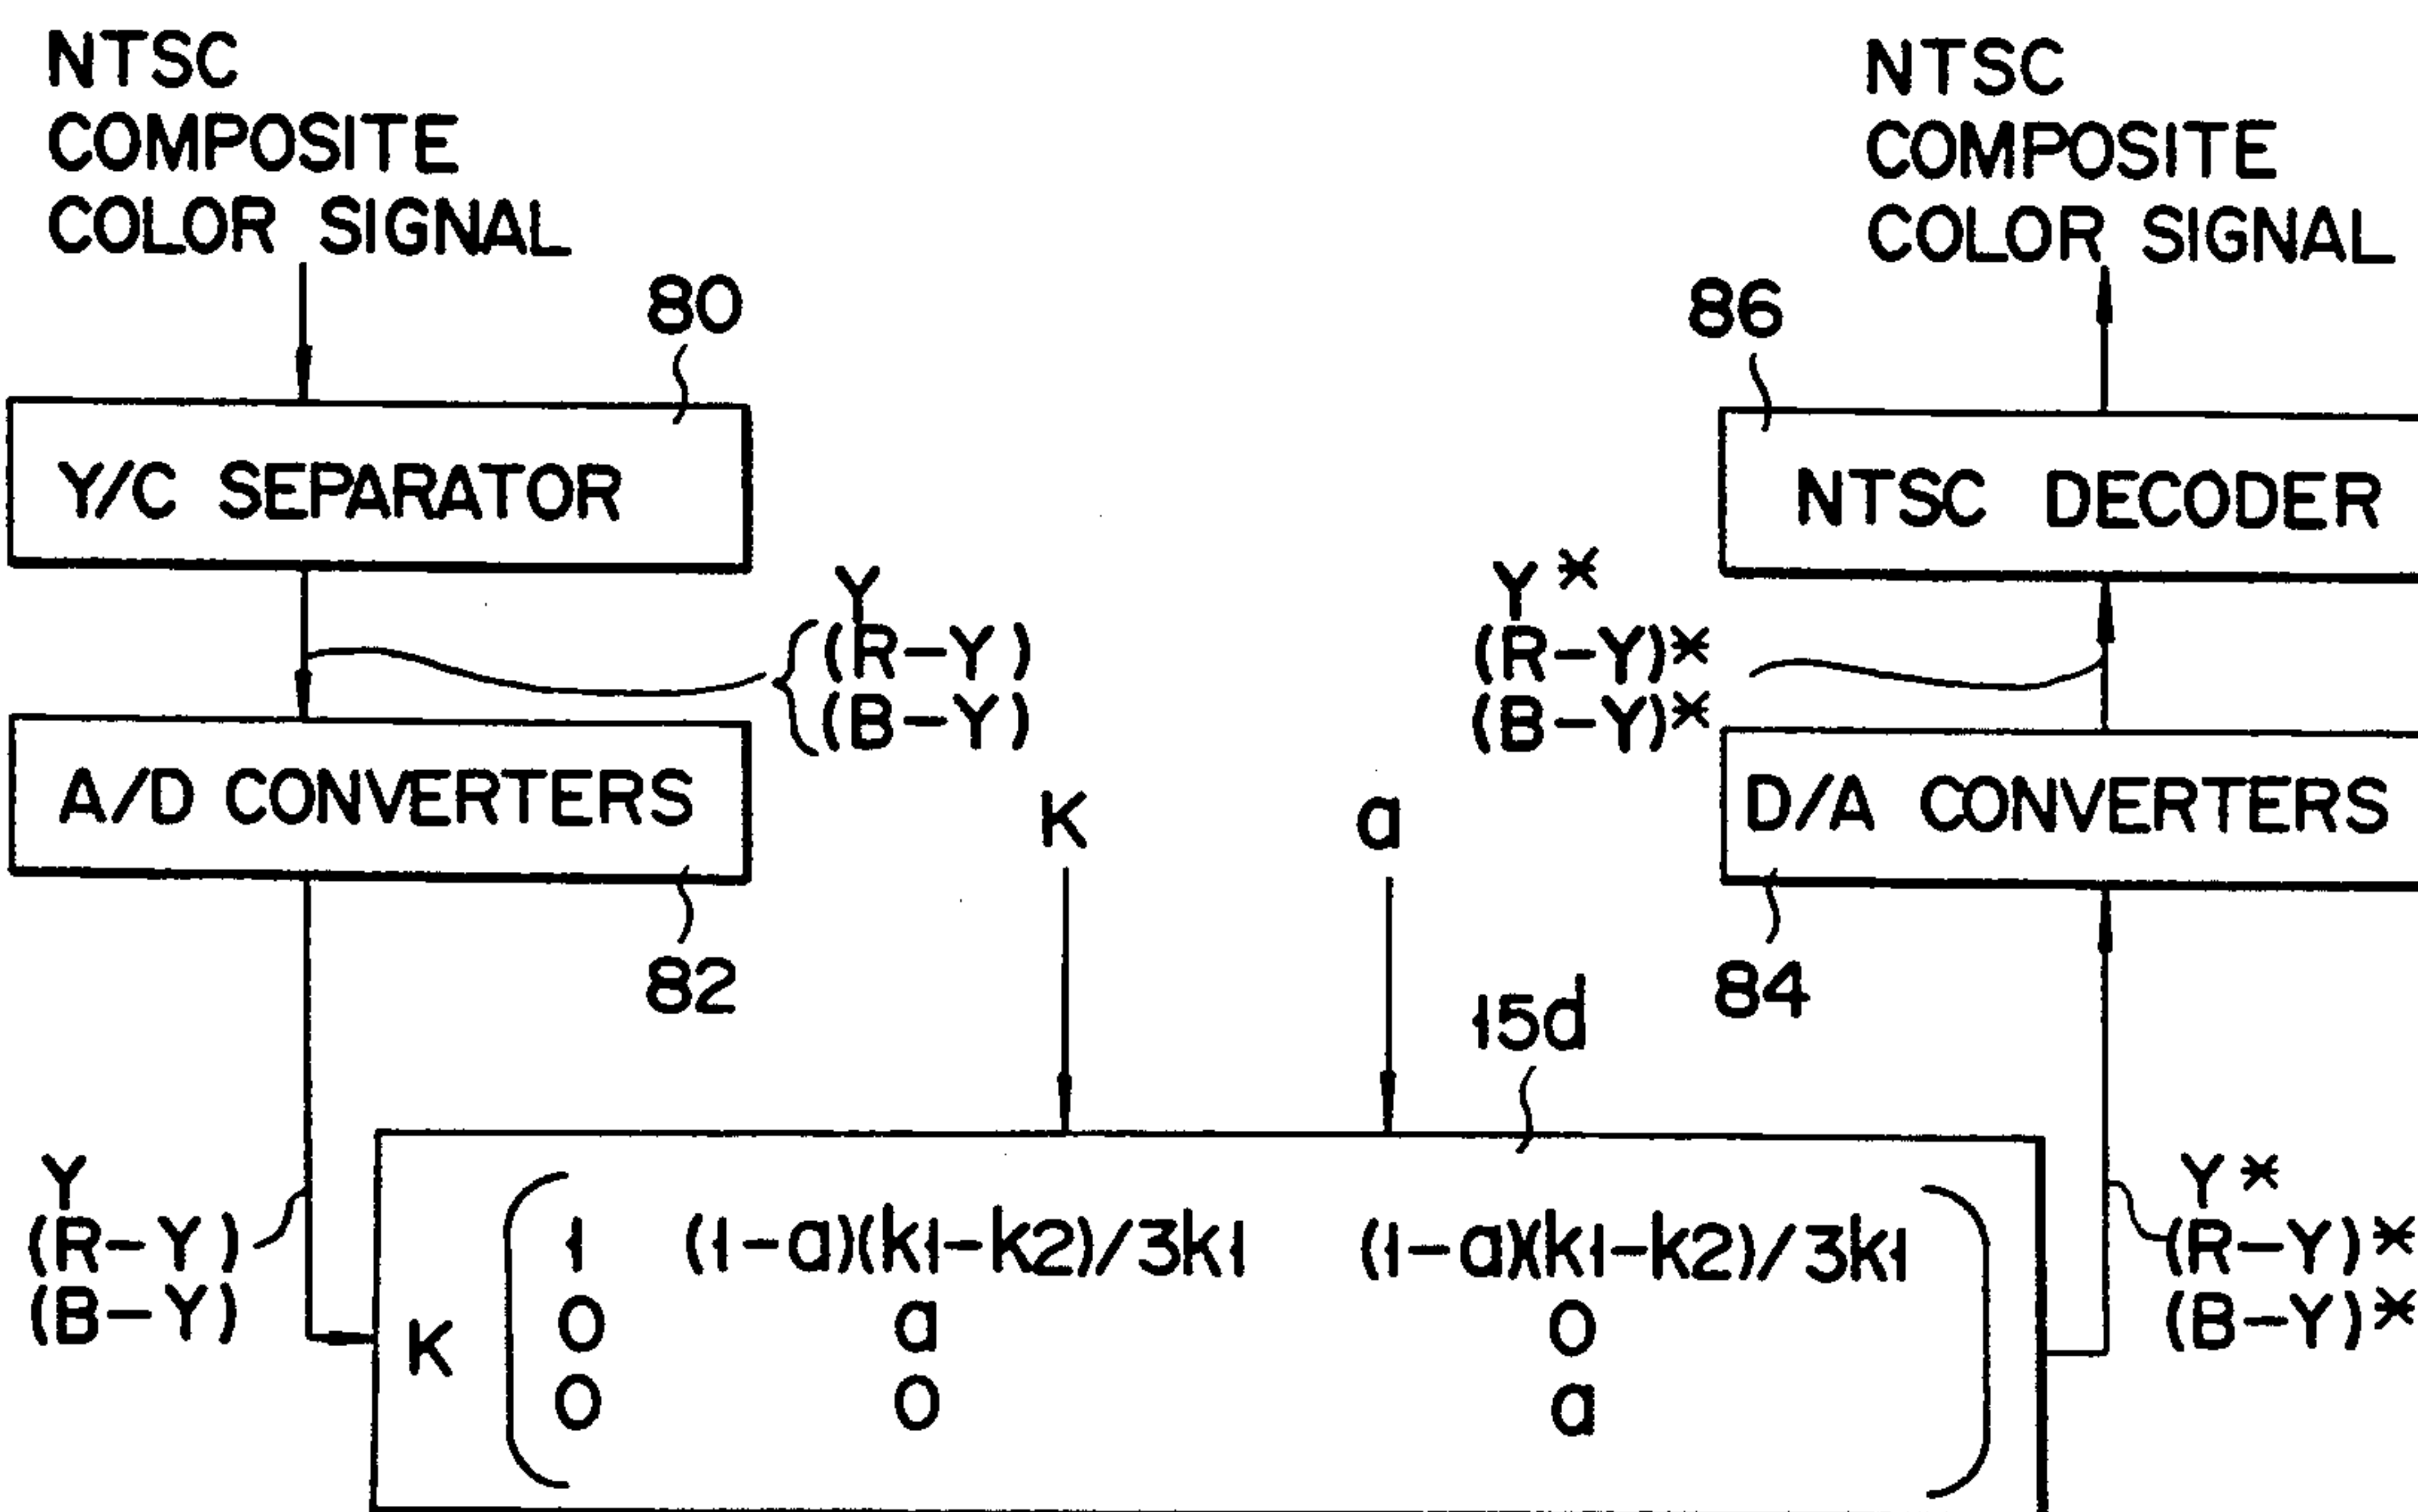 NTSC
COMPOSITE
COLOR SIGNAL
80
Y/C SEPARATOR
Y
(R-Y)
(B-Y)
A/D CONVERTERS
82
NTSC
COMPOSITE
COLOR SIGNAL
86
NTSC DECODER
Y*
(R-Y)*
(B-Y)*
D/A CONVERTERS
84
K
a
15d
Y
(R-Y)
(B-Y)
K
1 (1-a)(k1-k2)/3k1 (1-a)(k1-k2)/3k1
0 a 0
0 0 a
Y*
(R-Y)*
(B-Y)*